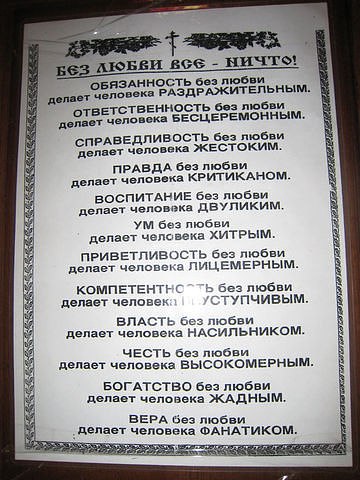 БЕЗ ЛЮБВИ ВСЕ - НИЧТО!
ОБЯЗАННОСТЬ без любви
делает человека РАЗДРАЖИТЕЛЬНЫМ.
ОТВЕТСТВЕННОСТЬ без любви
делает человека БЕСЦЕРЕМОННЫМ.
СПРАВЕДЛИВОСТЬ без любви
делает человека ЖЕСТОКИМ.
ПРАВДА без любви
делает человека КРИТИКАНОМ.
ВОСПИТАНИЕ без любви
делает человека ДВУЛИКИМ.
УМ без любви
делает человека ХИТРЫМ.
ПРИВЕТЛИВОСТЬ без любви
делает человека ЛИЦЕМЕРНЫМ.
КОМПЕТЕНТНОСТЬ без любви
делает человека
ВЛАСТЬ без любви
делает человека НАСИЛЬНИКОМ.
ЧЕСТЬ без любви
делает человека ВЫСОКОМЕРНЫМ.
БОГАТСТВО без любви
делает человека ЖАДНЫМ.
ВЕРА без любви
делает человека ФАНАТИКОМ.